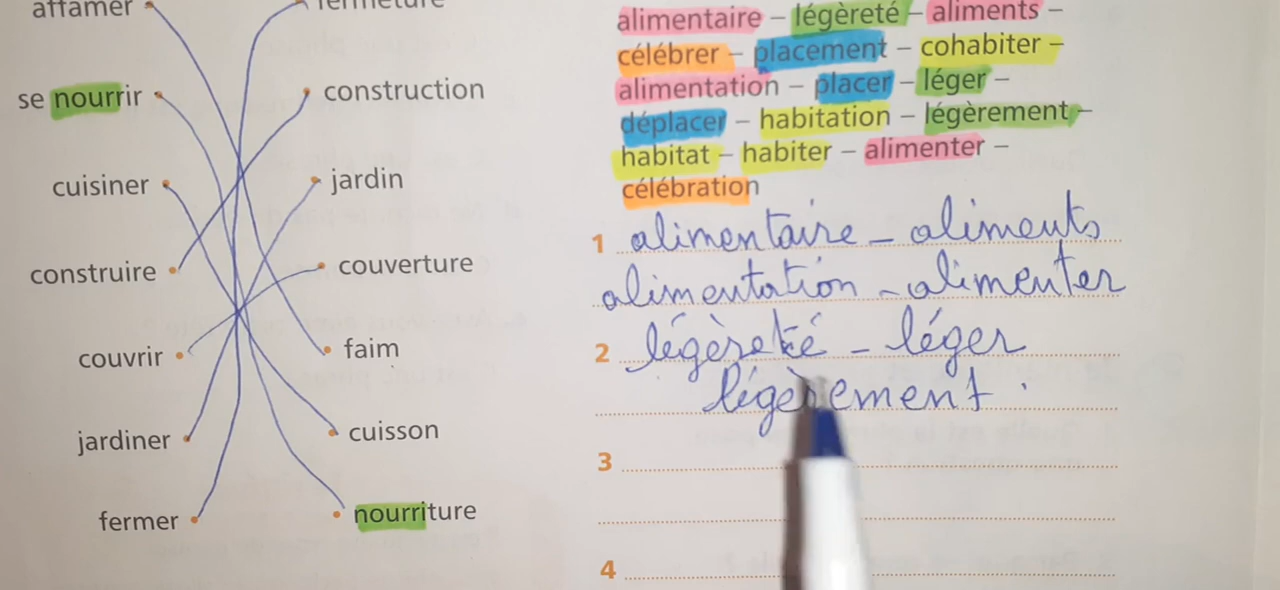 affamer
fermeture
se nourrir
construction
cuisiner
jardin
construire
couverture
couvrir
faim
jardiner
cuisson
fermer
nourriture
alimentaire – légèreté – aliments –
célébrer – placement – cohabiter –
alimentation – placer – léger –
déplacer – habitation – légèrement –
habitat – habiter – alimenter –
célébration
1 alimentaire – aliments
alimentation – alimenter
2 légèreté – léger
légèrement .
3
4